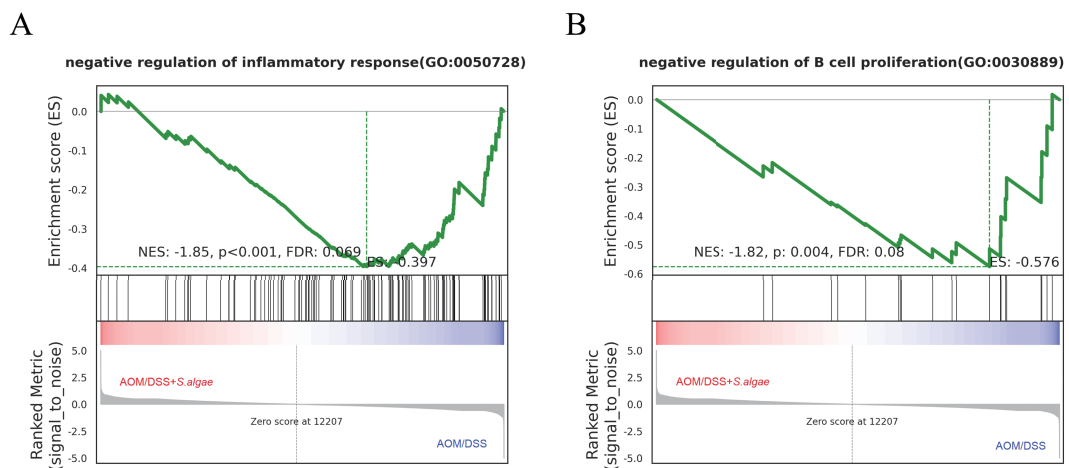 A
negative regulation of inflammatory response(GO:0050728)
Enrichment score (ES)
0.0
-0.1
-0.2
-0.3
-0.4
NES: -1.85, p<0.001, FDR: 0.069
ES: -0.397
Ranked Metric
(signal_to_noise)
5.0
2.5
0.0
-2.5
-5.0
AOM/DSS+S.algae
Zero score at 12207
AOM/DSS
B
negative regulation of B cell proliferation(GO:0030889)
Enrichment score (ES)
0.0
-0.1
-0.2
-0.3
-0.4
-0.5
-0.6
NES: -1.82, p: 0.004, FDR: 0.08
ES: -0.576
Ranked Metric
(signal_to_noise)
5.0
2.5
0.0
-2.5
-5.0
AOM/DSS+S.algae
Zero score at 12207
AOM/DSS